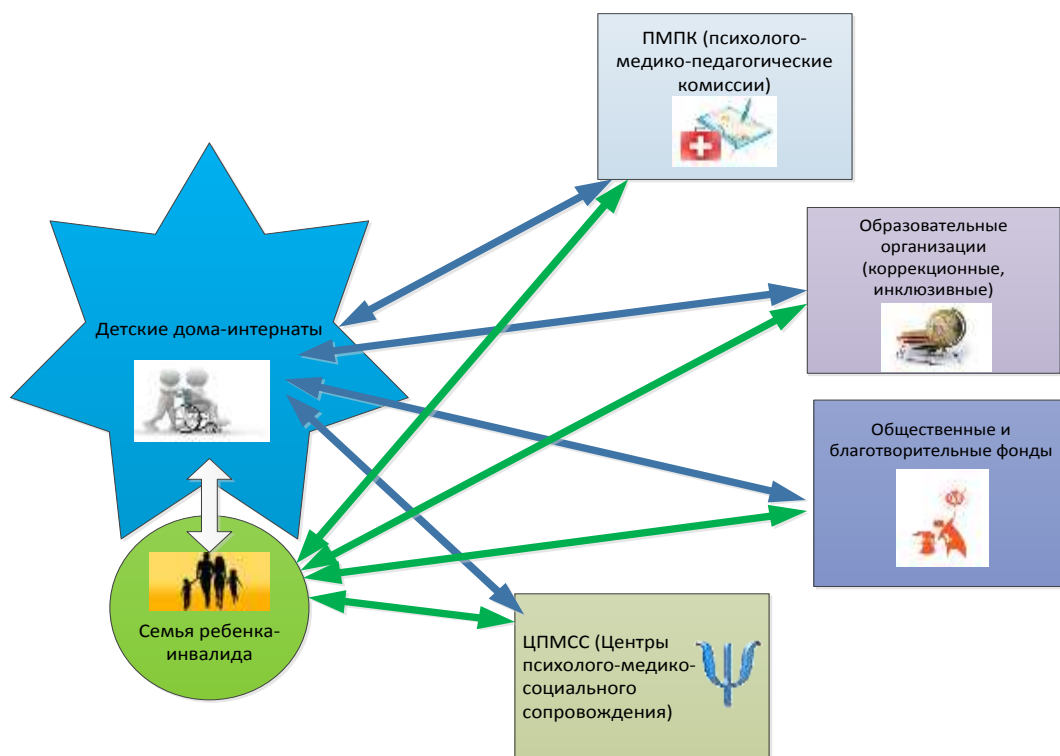 ПМПК (психолого-
медико-педагогические
комиссии)
Образовательные
организации
(коррекционные,
инклюзивные)
Детские дома-интернаты
Общественные и
благотворительные фонды
Семья ребенка-
инвалида
ЦПМСС (Центры
психолого-медико-
социального
сопровождения)